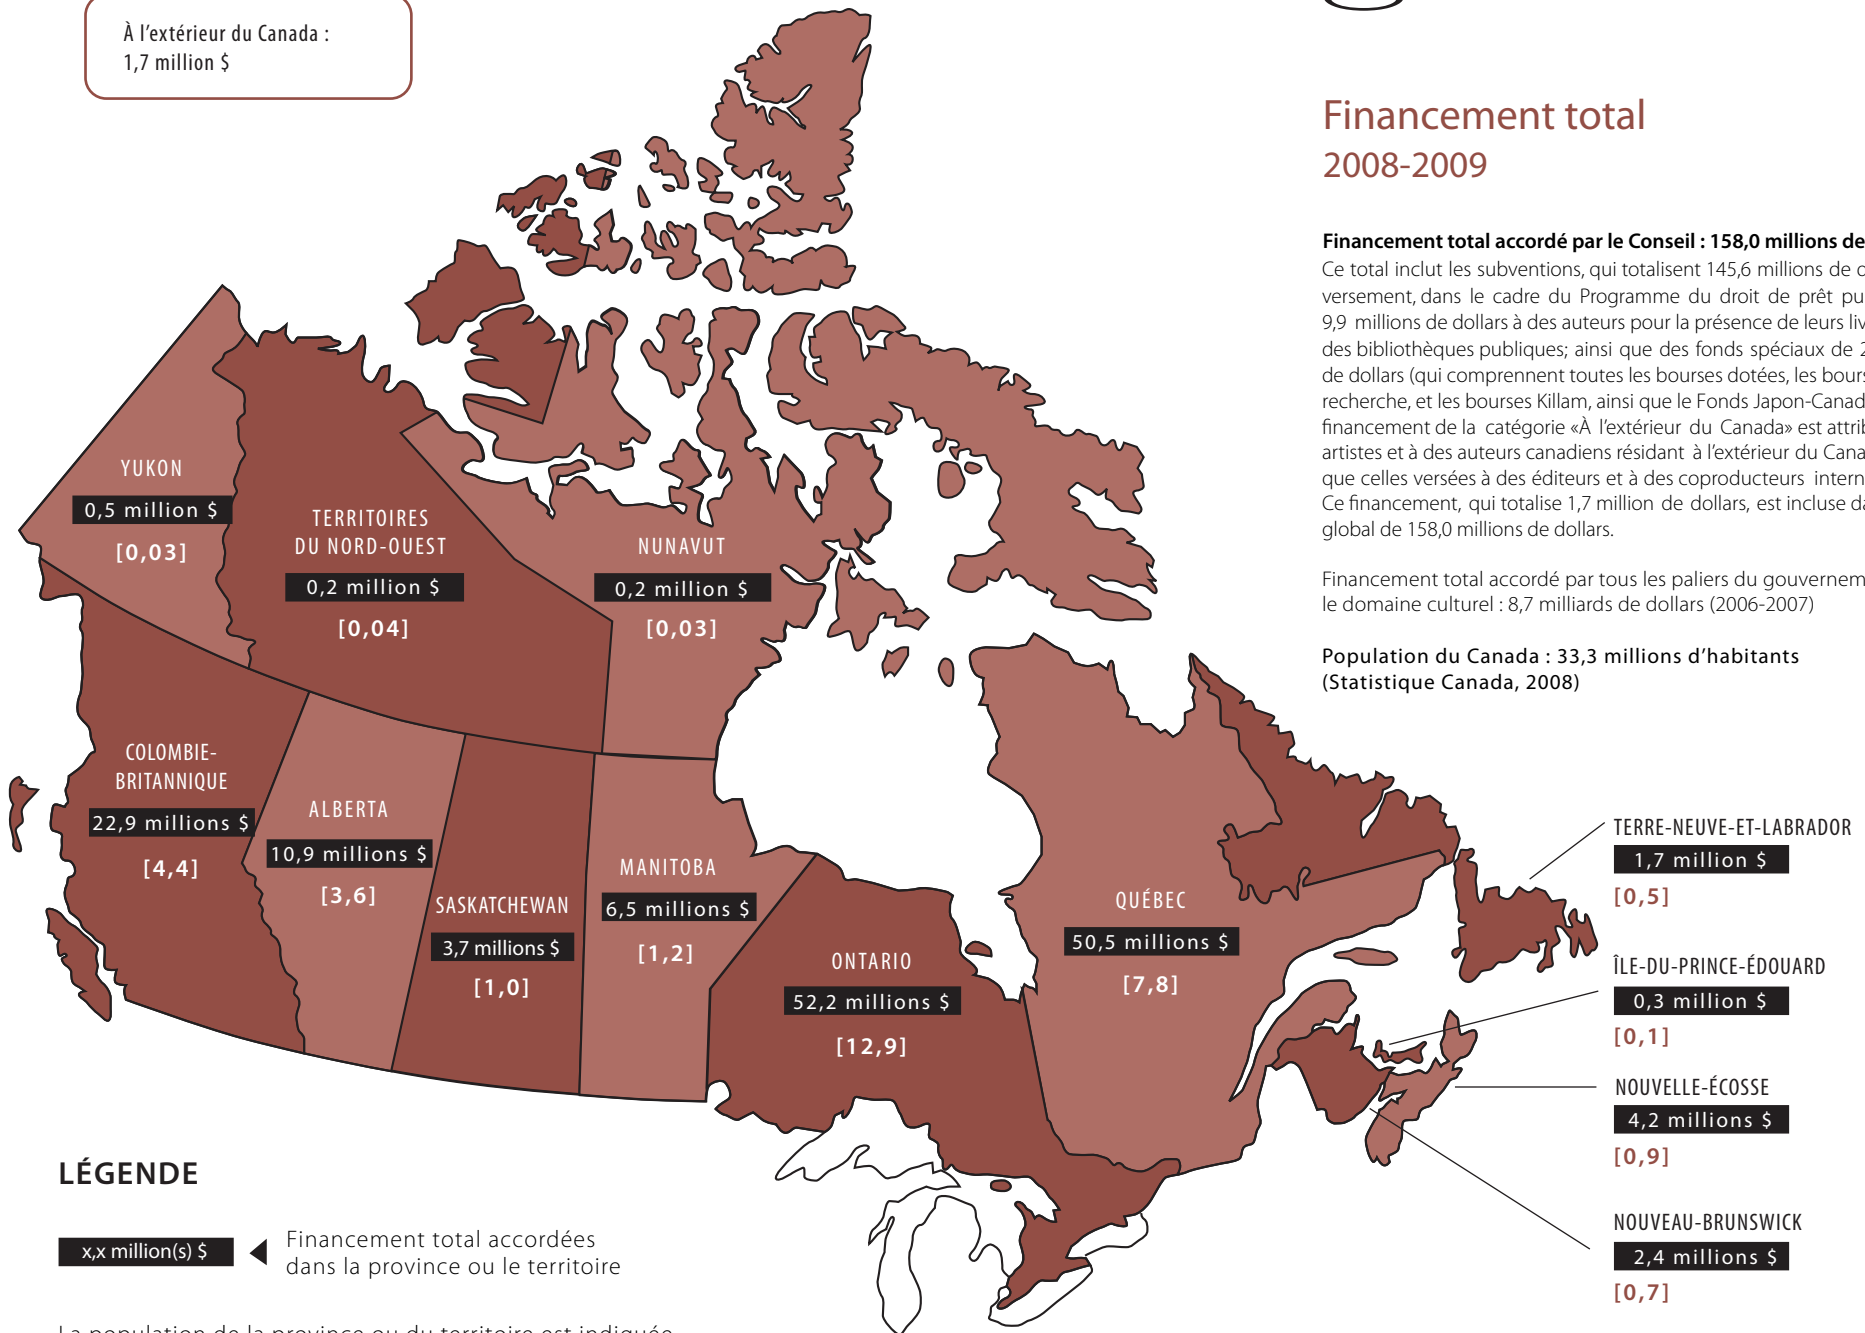 À l'extérieur du Canada :
1,7 million $
Financement total
2008-2009
Financement total accordé par le Conseil : 158,0 millions de
Ce total inclut les subventions, qui totalisent 145,6 millions de
versement, dans le cadre du Programme du droit de prêt
9,9 millions de dollars à des auteurs pour la présence de leurs
des bibliothèques publiques; ainsi que des fonds spéciaux de
de dollars (qui comprennent toutes les bourses dotées, les
recherche, et les bourses Killam, ainsi que le Fonds
financement de la catégorie «À l'extérieur du Canada» est
artistes et à des auteurs canadiens résidant à l'extérieur du
que celles versées à des éditeurs et à des coproducteurs
Ce financement, qui totalise 1,7 million de dollars, est incluse
global de 158,0 millions de dollars.
Financement total accordé par tous les paliers du
le domaine culturel : 8,7 milliards de dollars (2006-2007)
Population du Canada : 33,3 millions d'habitants
(Statistique Canada, 2008)
YUKON
0,5 million $
[0,03]
TERRITOIRES
DU NORD-OUEST
0,2 million $
[0,04]
NUNAVUT
0,2 million $
[0,03]
COLOMBIE-
BRITANNIQUE
22,9 millions $
[4,4]
ALBERTA
10,9 millions $
[3,6]
SASKATCHEWAN
3,7 millions $
[1,0]
MANITOBA
6,5 millions $
[1,2]
ONTARIO
52,2 millions $
[12,9]
QUÉBEC
50,5 millions $
[7,8]
TERRE-NEUVE-ET-LABRADOR
1,7 million $
[0,5]
ÎLE-DU-PRINCE-ÉDOUARD
0,3 million $
[0,1]
NOUVELLE-ÉCOSSE
4,2 millions $
[0,9]
NOUVEAU-BRUNSWICK
2,4 millions $
[0,7]
LÉGENDE
x,x million(s) $
Financement total accordées
dans la province ou le territoire
La population de la province ou du territoire est indiquée